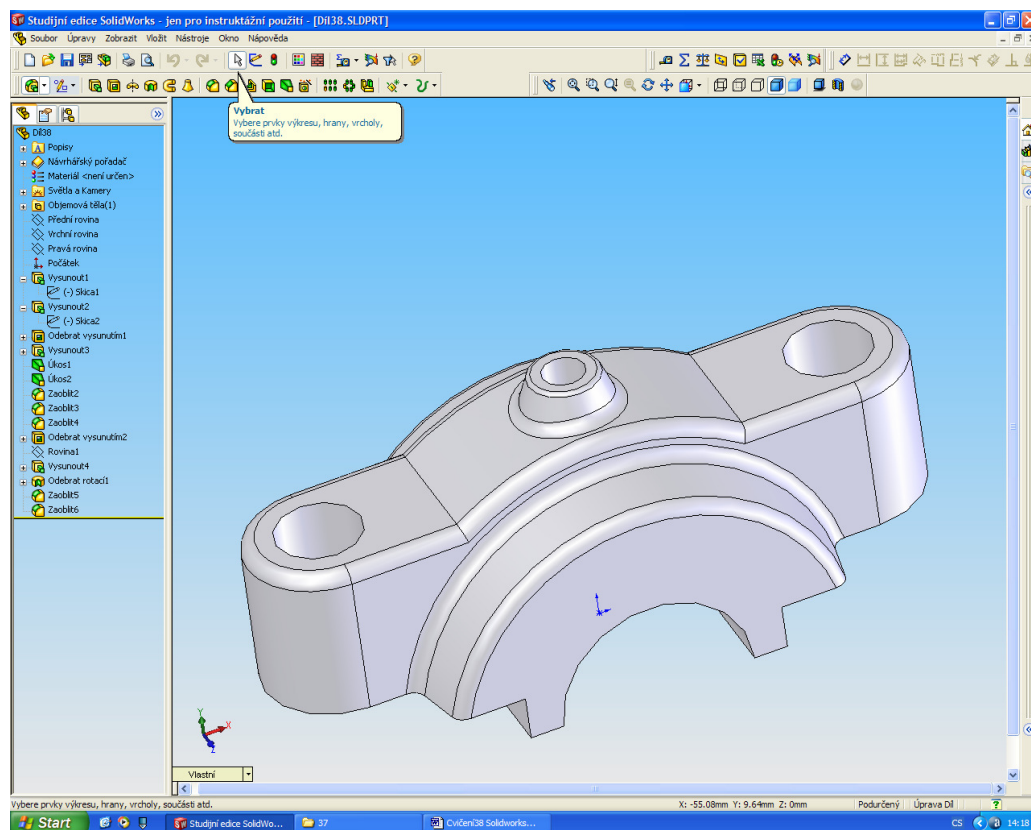 Studijní edice SolidWorks - jen pro instruktážní použití - [Díl38.SLDPRT]
Soubor Úpravy Zobrazit Vložit Nástroje Okno Nápověda
Vybrat
Vybere prvky výkresu, hrany, vrcholy,
součásti atd.
Díl38
Popisy
Návrhářský pořadač
Materiál <není určen>
Světla a Kamery
Objemová těla(1)
Přední rovina
Vrchní rovina
Pravá rovina
Počátek
Vysunout1
(-) Skica1
Vysunout2
(-) Skica2
Odebrat vysunutím1
Vysunout3
Úkos1
Úkos2
Zaoblit2
Zaoblit3
Zaoblit4
Odebrat vysunutím2
Rovina1
Vysunout4
Odebrat rotací1
Zaoblit5
Zaoblit6
Y
X
Z
Vlastní
Vybere prvky výkresu, hrany, vrcholy, součásti atd.
X: -55.08mm Y: 9.64mm Z: 0mm
Podurčený
Úprava Díl
Start
Studijní edice SolidWo...
37
Cvičení38 Solidworks...
CS
14:18